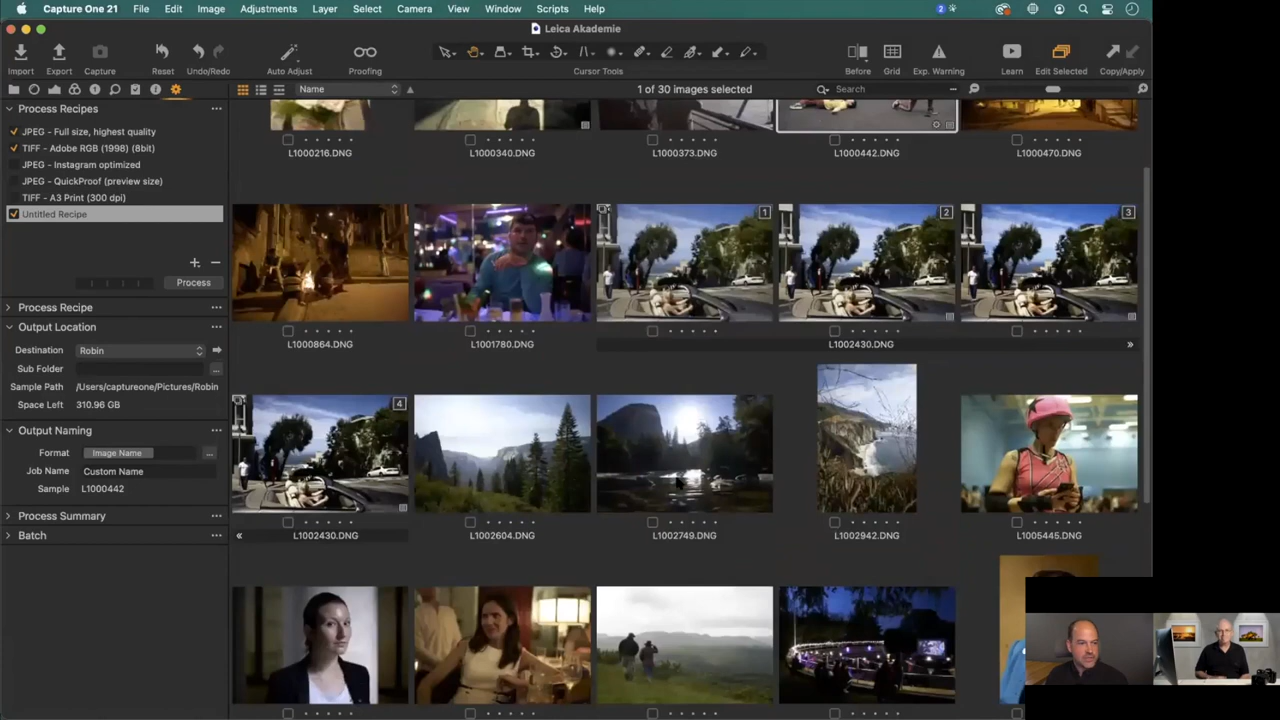 Capture One 21 File Edit Image Adjustments Layer Select Camera View Window Scripts Help 2
Leica Akademie
Import Export Capture Reset Undo/Redo Auto Adjust Proofing Cursor Tools Before Grid Exp. Warning Learn Edit Selected Copy/Apply
Name 1 of 30 images selected Search
Process Recipes
JPEG - Full size, highest quality
TIFF - Adobe RGB (1998) (8bit)
JPEG - Instagram optimized
JPEG - QuickProof (preview size)
TIFF - A3 Print (300 dpi)
Untitled Recipe
Process
Process Recipe
Output Location
Destination Robin
Sub Folder
Sample Path /Users/captureone/Pictures/Robin
Space Left 310.96 GB
Output Naming
Format Image Name
Job Name Custom Name
Sample L1000442
Process Summary
Batch
L1000216.DNG L1000340.DNG L1000373.DNG L1000442.DNG L1000470.DNG
1 2 3
L1000864.DNG L1001780.DNG L1002430.DNG
4
L1002430.DNG L1002604.DNG L1002749.DNG L1002942.DNG L1005445.DNG